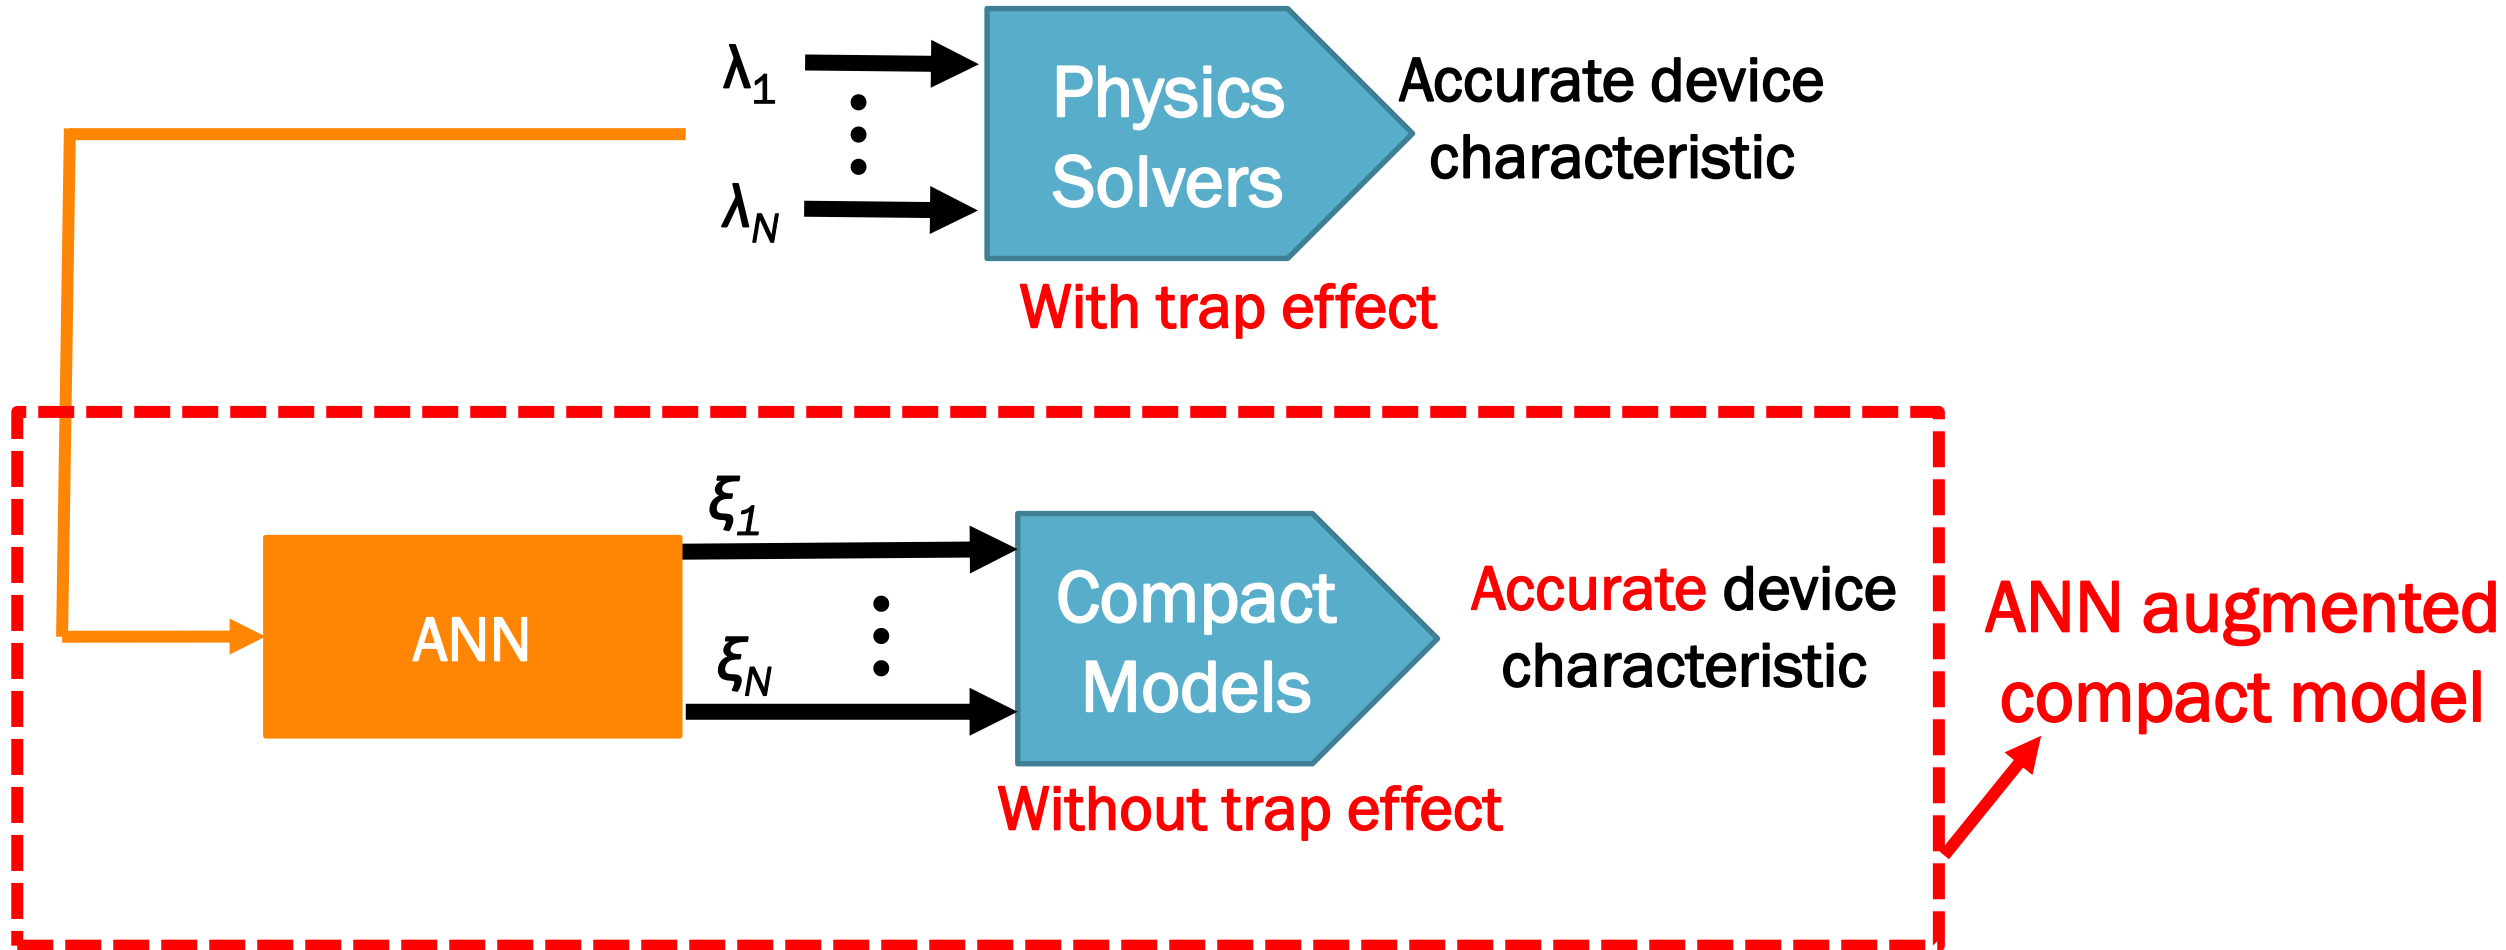 λ1
Physics
Solvers
λN
Accurate device
characteristic
With trap effect
ξ1
Compact
Models
ξN
ANN
Accurate device
characteristic
ANN augmented
compact model
Without trap effect